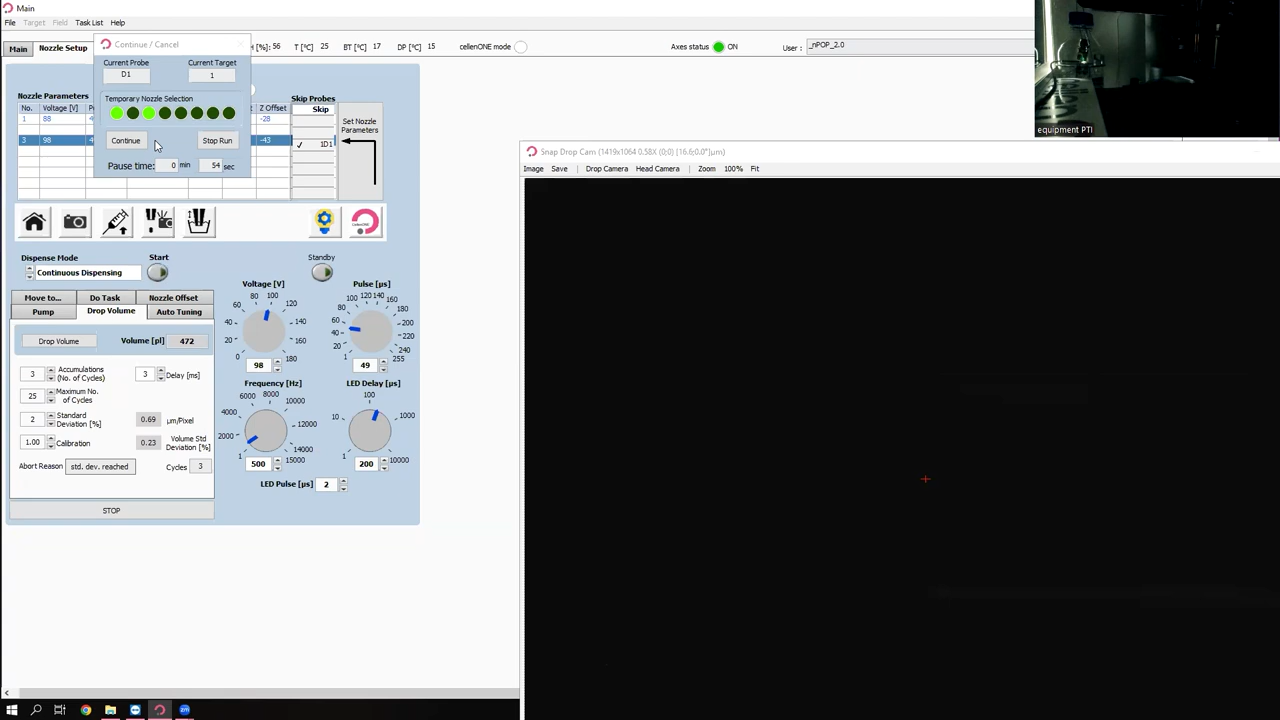 Main
File Target Field Task List Help
Main Nozzle Setup [%]: 56 T [°C] 25 BT [°C] 17 DP [°C] 15 cellenONE mode Axes status ON User : _nPOP_2.0
Continue / Cancel
Current Probe Current Target
D1 1
Temporary Nozzle Selection
Continue Stop Run
Pause time: 0 min 54 sec
Nozzle Parameters
No. Voltage [V] Z Offset
1 88 -28
3 98 -43
Skip Probes
Skip
✓ 1D1
Set Nozzle
Parameters
cellenONE
Dispense Mode Start Standby
Continuous Dispensing
Move to... Do Task Nozzle Offset
Pump Drop Volume Auto Tuning
Drop Volume Volume [pl] 472
3 Accumulations (No. of Cycles) 3 Delay [ms]
25 Maximum No. of Cycles
2 Standard Deviation [%] 0.69 µm/Pixel
1.00 Calibration 0.23 Volume Std Deviation [%]
Abort Reason std. dev. reached Cycles 3
STOP
Voltage [V]
0 20 40 60 80 100 120 140 160 180
98
Pulse [µs]
1 20 40 60 80 100 120 140 160 180 200 220 240 255
49
Frequency [Hz]
1 2000 4000 6000 8000 10000 12000 14000 15000
500
LED Delay [µs]
1 10 100 1000 10000
200
LED Pulse [µs] 2
equipment PTI
Snap Drop Cam (1419x1064 0.58X (0;0) [16.6;0.0°]µm)
Image Save Drop Camera Head Camera Zoom 100% Fit